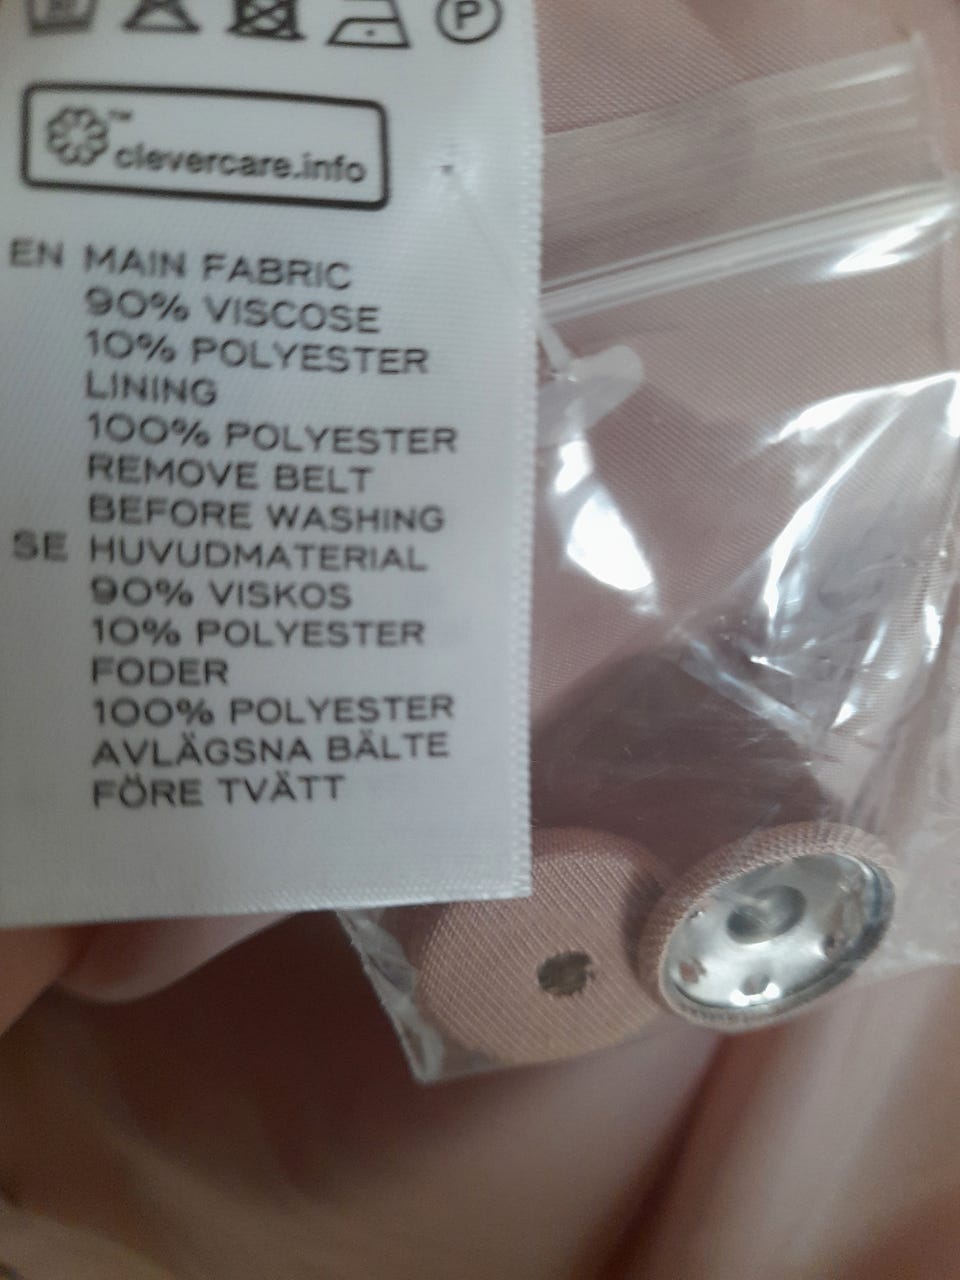 P
™
clevercare.info
EN MAIN FABRIC
90% VISCOSE
10% POLYESTER
LINING
100% POLYESTER
REMOVE BELT
BEFORE WASHING
SE HUVUDMATERIAL
90% VISKOS
10% POLYESTER
FODER
100% POLYESTER
AVLÄGSNA BÄLTE
FÖRE TVÄTT